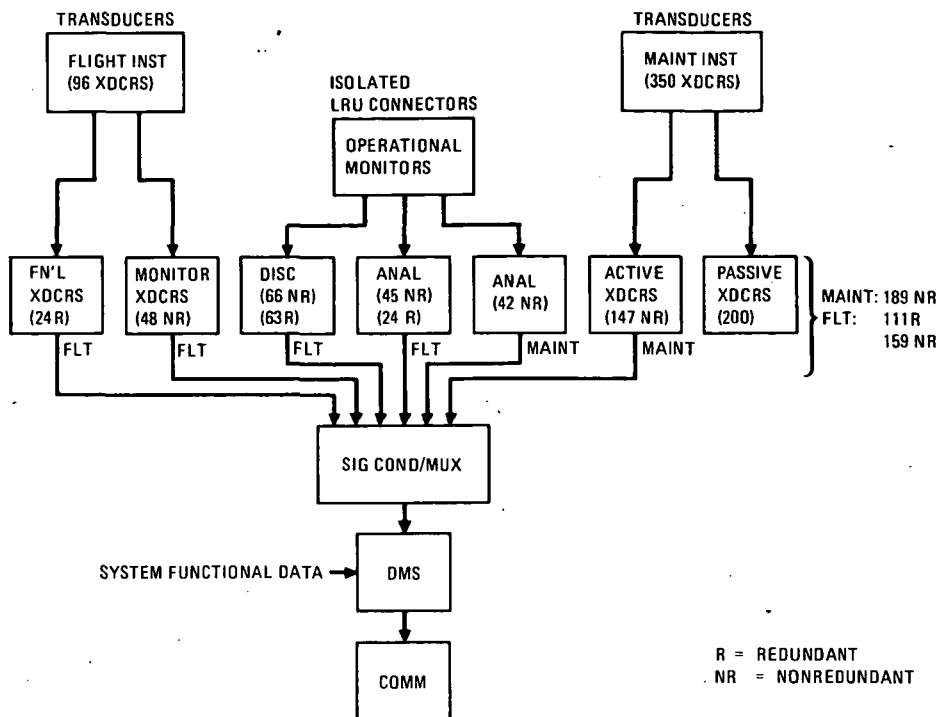 TRANSDUCERS
FLIGHT INST
(96 XDCRS)
ISOLATED
LRU CONNECTORS
OPERATIONAL
MONITORS
TRANSDUCERS
MAINT INST
(350 XDCRS)
FN'L
XDCRS
(24 R)
MONITOR
XDCRS
(48 NR)
DISC
(66 NR)
(63R)
ANAL
(45 NR)
(24 R)
ANAL
(42 NR)
ACTIVE
XDCRS
(147 NR)
PASSIVE
XDCRS
(200)
MAINT: 189 NR
FLT: 111R
159 NR
FLT
FLT
FLT
FLT
MAINT
MAINT
SIG COND/MUX
SYSTEM FUNCTIONAL DATA
DMS
COMM
R = REDUNDANT
NR = NONREDUNDANT